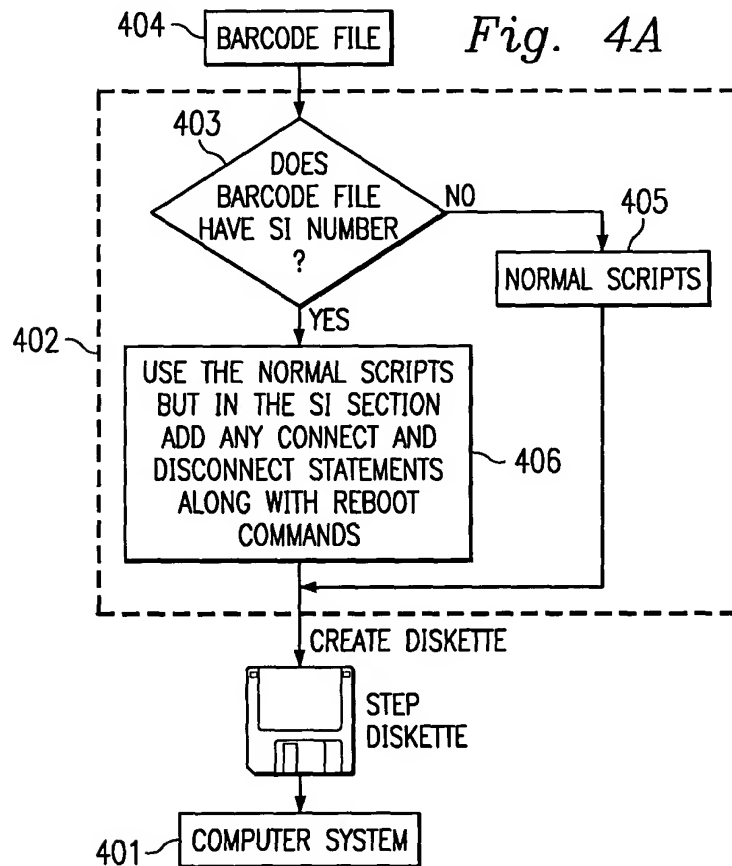 404
BARCODE FILE
Fig. 4A
403
DOES
BARCODE FILE
HAVE SI NUMBER
?
NO
405
NORMAL SCRIPTS
YES
402
USE THE NORMAL SCRIPTS
BUT IN THE SI SECTION
ADD ANY CONNECT AND
DISCONNECT STATEMENTS
ALONG WITH REBOOT
COMMANDS
406
CREATE DISKETTE
STEP
DISKETTE
401
COMPUTER SYSTEM